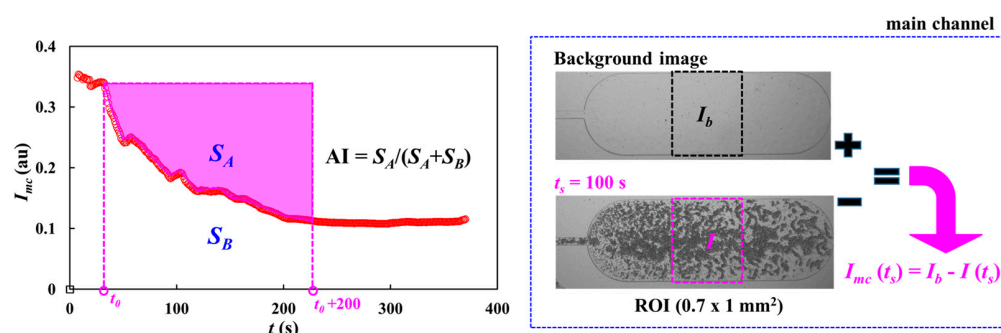 main channel
0.4
0.3
0.2
0.1
0
I_mc (au)
S_A
S_B
AI = S_A/(S_A+S_B)
t_0
t_0+200
0
100
200
300
400
t (s)
Background image
I_b
t_s = 100 s
I
+
=
-
I_mc (t_s) = I_b - I (t_s)
ROI (0.7 x 1 mm²)